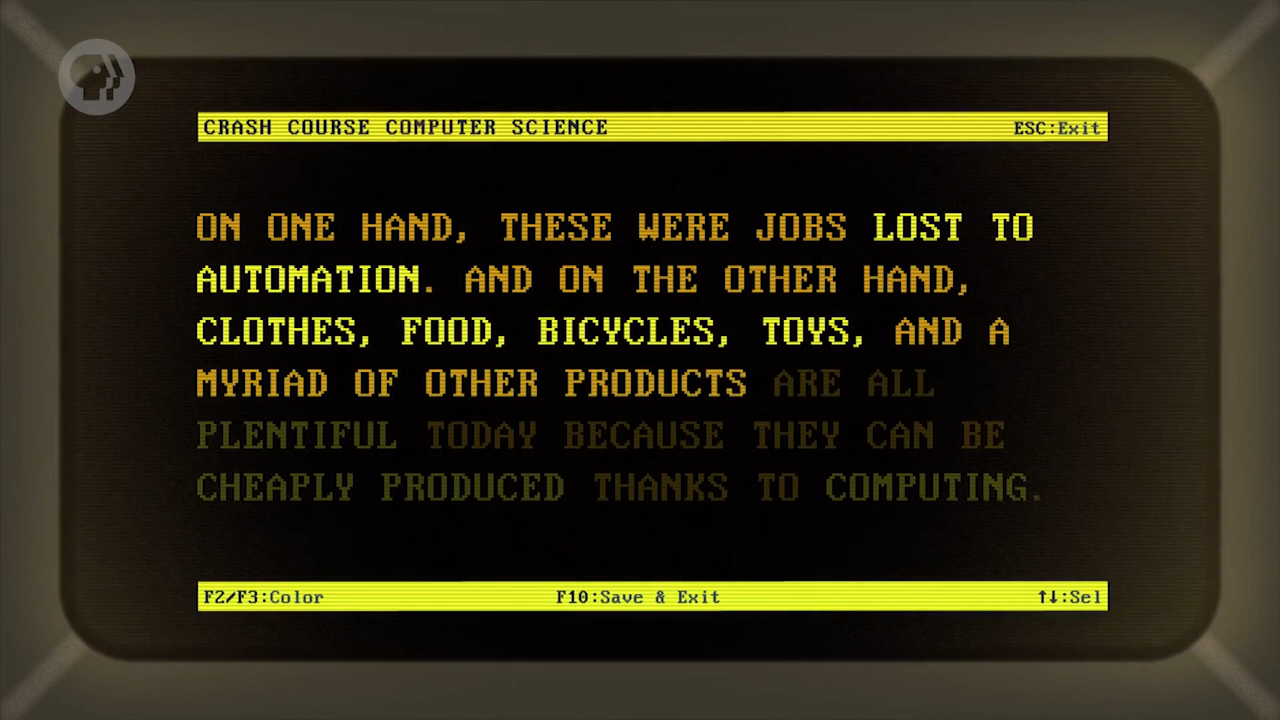 CRASH COURSE COMPUTER SCIENCE ESC:Exit
ON ONE HAND, THESE WERE JOBS LOST TO
AUTOMATION. AND ON THE OTHER HAND,
CLOTHES, FOOD, BICYCLES, TOYS, AND A
MYRIAD OF OTHER PRODUCTS ARE ALL
PLENTIFUL TODAY BECAUSE THEY CAN BE
CHEAPLY PRODUCED THANKS TO COMPUTING.
F2/F3:Color F10:Save & Exit ↑↓:Sel